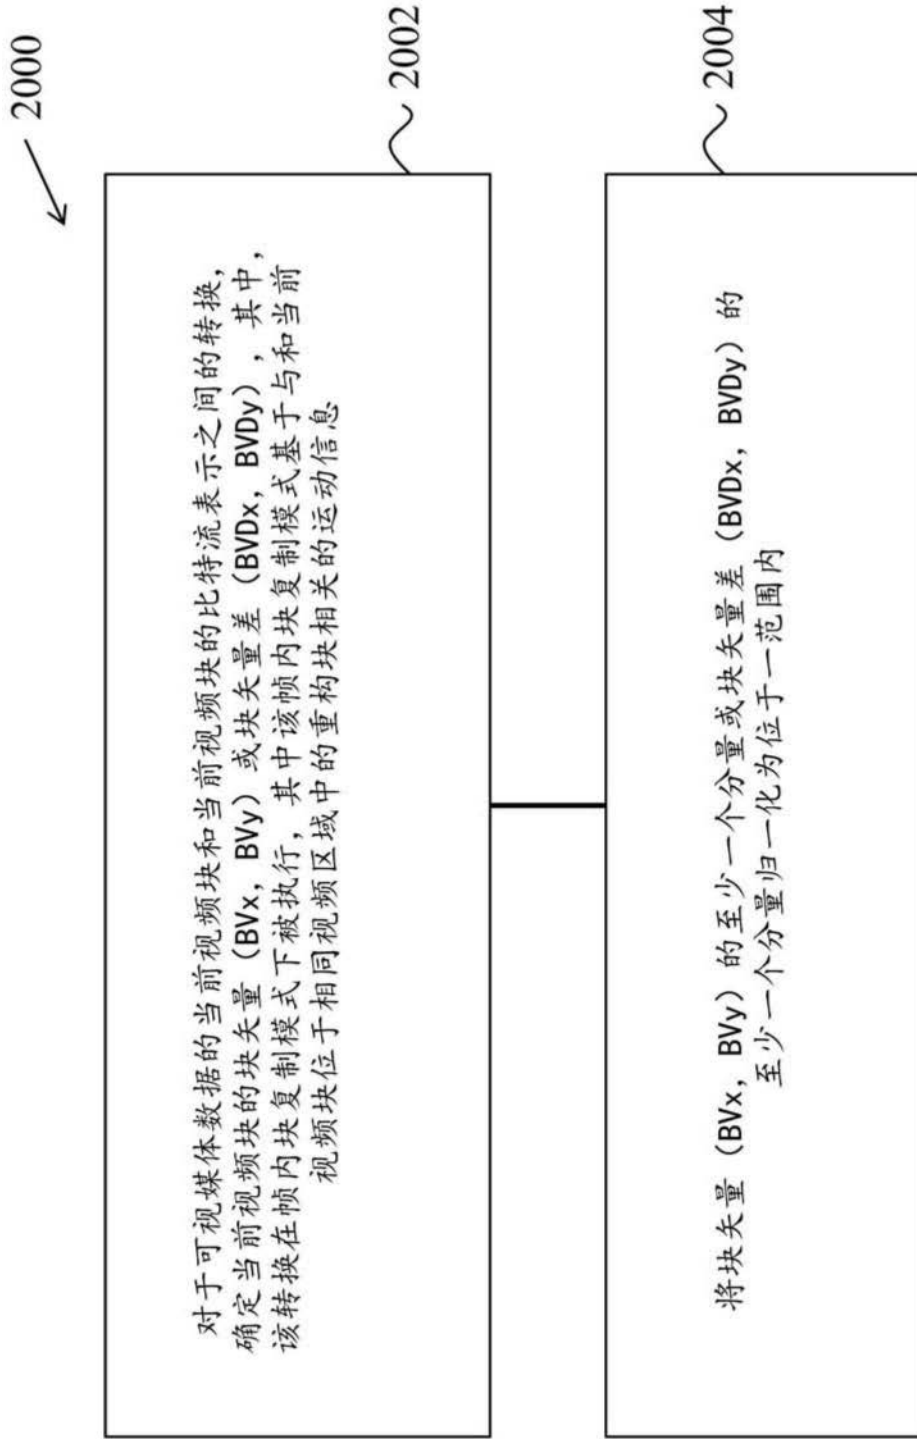 2000
对于可视媒体数据的当前视频块和当前视频块的比特流表示之间的转换，
确定当前视频块的块矢量（BVx，BVy）或块矢量差（BVDx，BVDy），其中，
该转换在帧内块复制模式下被执行，其中该帧内块复制模式基于与和当前
视频块位于相同视频区域中的重构块相关的运动信息
2002
将块矢量（BVx，BVy）的至少一个分量或块矢量差（BVDx，BVDy）的
至少一个分量归一化为位于一范围内
2004